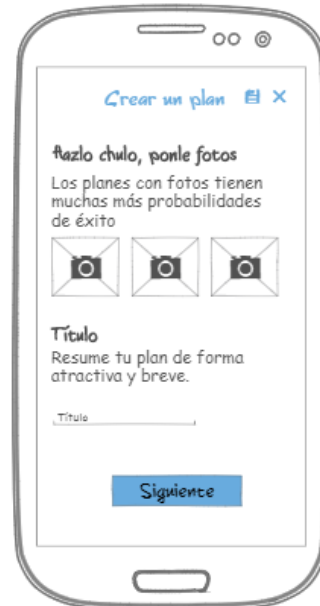 Crear un plan
Hazlo chulo, ponle fotos
Los planes con fotos tienen
muchas más probabilidades
de éxito
Título
Resume tu plan de forma
atractiva y breve.
Título
Siguiente